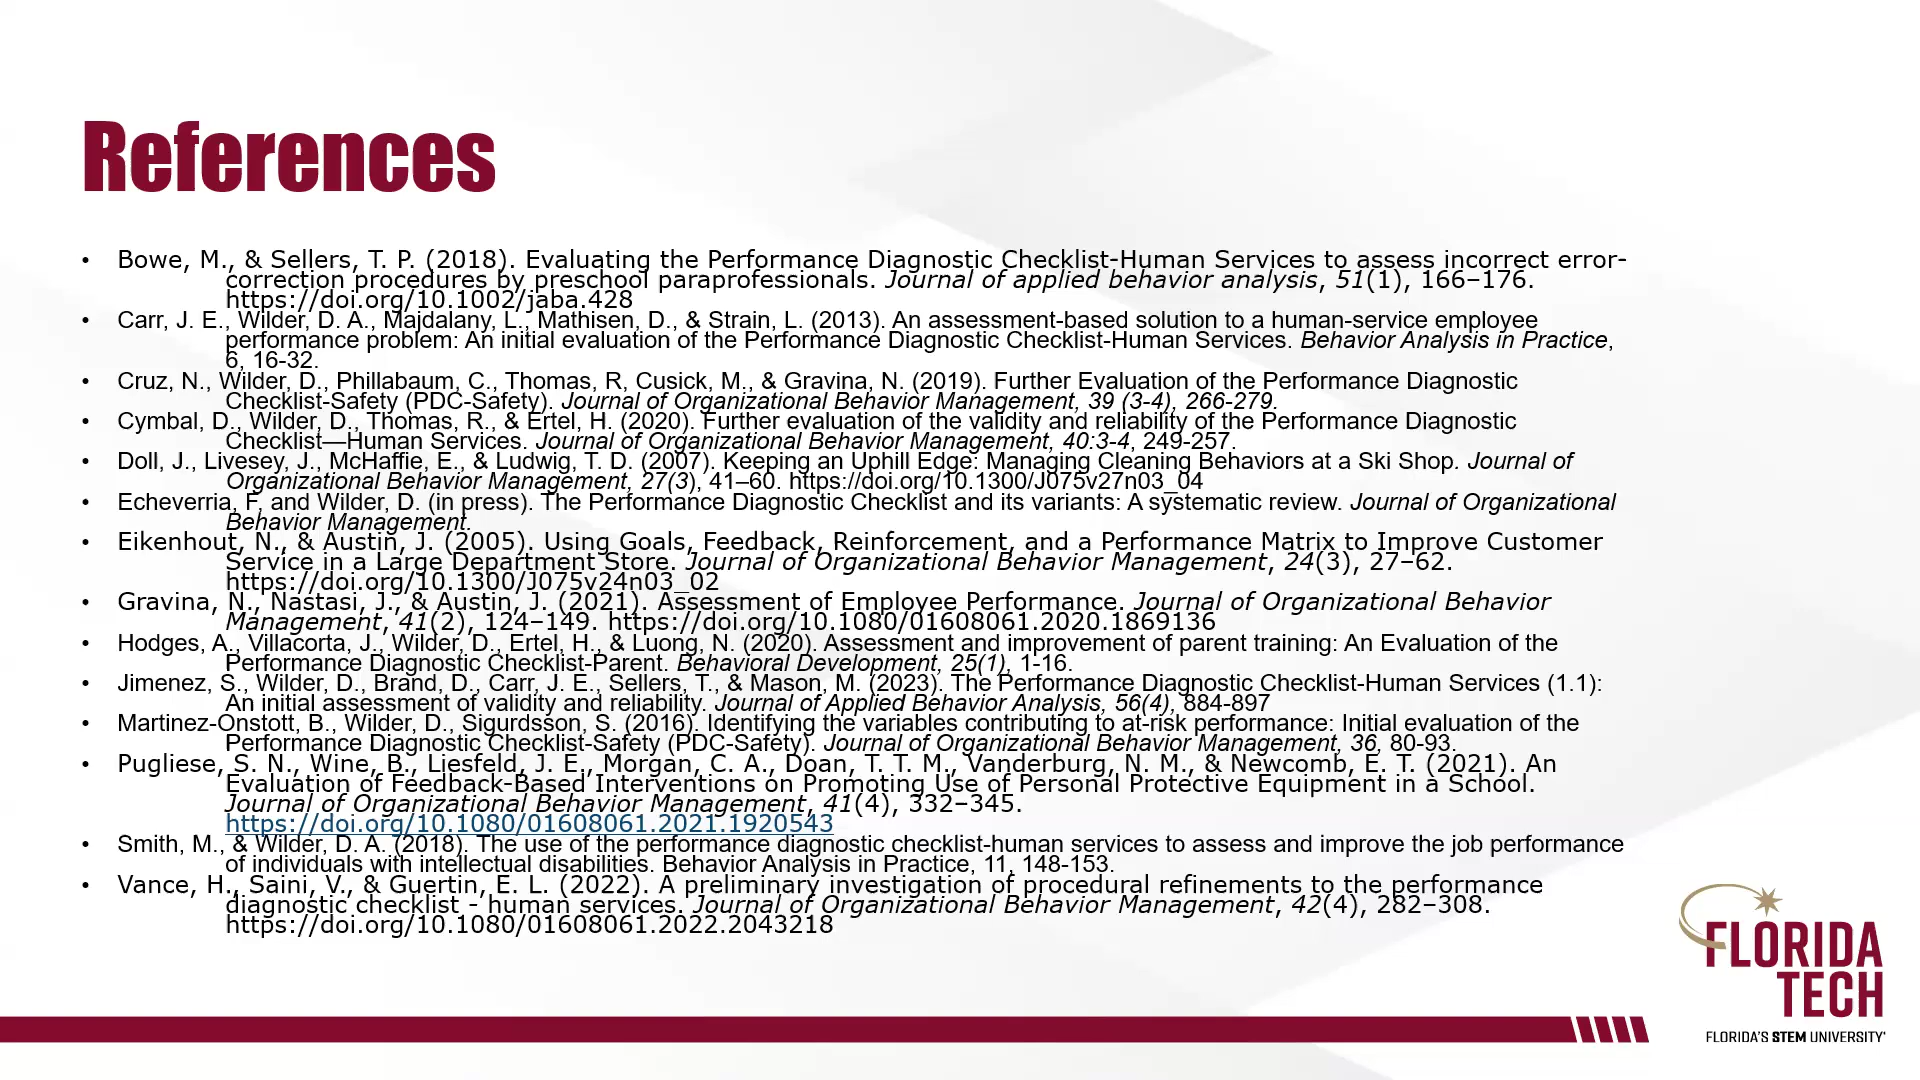 References
• Bowe, M., & Sellers, T. P. (2018). Evaluating the Performance Diagnostic Checklist-Human Services to assess incorrect error-
correction procedures by preschool paraprofessionals. Journal of applied behavior analysis, 51(1), 166–176.
https://doi.org/10.1002/jaba.428
• Carr, J. E., Wilder, D. A., Majdalany, L., Mathisen, D., & Strain, L. (2013). An assessment-based solution to a human-service employee
performance problem: An initial evaluation of the Performance Diagnostic Checklist-Human Services. Behavior Analysis in Practice,
6, 16-32.
• Cruz, N., Wilder, D., Phillabaum, C., Thomas, R, Cusick, M., & Gravina, N. (2019). Further Evaluation of the Performance Diagnostic
Checklist-Safety (PDC-Safety). Journal of Organizational Behavior Management, 39 (3-4), 266-279.
• Cymbal, D., Wilder, D., Thomas, R., & Ertel, H. (2020). Further evaluation of the validity and reliability of the Performance Diagnostic
Checklist—Human Services. Journal of Organizational Behavior Management, 40:3-4, 249-257.
• Doll, J., Livesey, J., McHaffie, E., & Ludwig, T. D. (2007). Keeping an Uphill Edge: Managing Cleaning Behaviors at a Ski Shop. Journal of
Organizational Behavior Management, 27(3), 41–60. https://doi.org/10.1300/J075v27n03_04
• Echeverria, F, and Wilder, D. (in press). The Performance Diagnostic Checklist and its variants: A systematic review. Journal of Organizational
Behavior Management.
• Eikenhout, N., & Austin, J. (2005). Using Goals, Feedback, Reinforcement, and a Performance Matrix to Improve Customer
Service in a Large Department Store. Journal of Organizational Behavior Management, 24(3), 27–62.
https://doi.org/10.1300/J075v24n03_02
• Gravina, N., Nastasi, J., & Austin, J. (2021). Assessment of Employee Performance. Journal of Organizational Behavior
Management, 41(2), 124–149. https://doi.org/10.1080/01608061.2020.1869136
• Hodges, A., Villacorta, J., Wilder, D., Ertel, H., & Luong, N. (2020). Assessment and improvement of parent training: An Evaluation of the
Performance Diagnostic Checklist-Parent. Behavioral Development, 25(1), 1-16.
• Jimenez, S., Wilder, D., Brand, D., Carr, J. E., Sellers, T., & Mason, M. (2023). The Performance Diagnostic Checklist-Human Services (1.1):
An initial assessment of validity and reliability. Journal of Applied Behavior Analysis, 56(4), 884-897
• Martinez-Onstott, B., Wilder, D., Sigurdsson, S. (2016). Identifying the variables contributing to at-risk performance: Initial evaluation of the
Performance Diagnostic Checklist-Safety (PDC-Safety). Journal of Organizational Behavior Management, 36, 80-93.
• Pugliese, S. N., Wine, B., Liesfeld, J. E., Morgan, C. A., Doan, T. T. M., Vanderburg, N. M., & Newcomb, E. T. (2021). An
Evaluation of Feedback-Based Interventions on Promoting Use of Personal Protective Equipment in a School.
Journal of Organizational Behavior Management, 41(4), 332–345.
https://doi.org/10.1080/01608061.2021.1920543
• Smith, M., & Wilder, D. A. (2018). The use of the performance diagnostic checklist-human services to assess and improve the job performance
of individuals with intellectual disabilities. Behavior Analysis in Practice, 11, 148-153.
• Vance, H., Saini, V., & Guertin, E. L. (2022). A preliminary investigation of procedural refinements to the performance
diagnostic checklist - human services. Journal of Organizational Behavior Management, 42(4), 282–308.
https://doi.org/10.1080/01608061.2022.2043218
FLORIDA
TECH
FLORIDA'S STEM UNIVERSITY